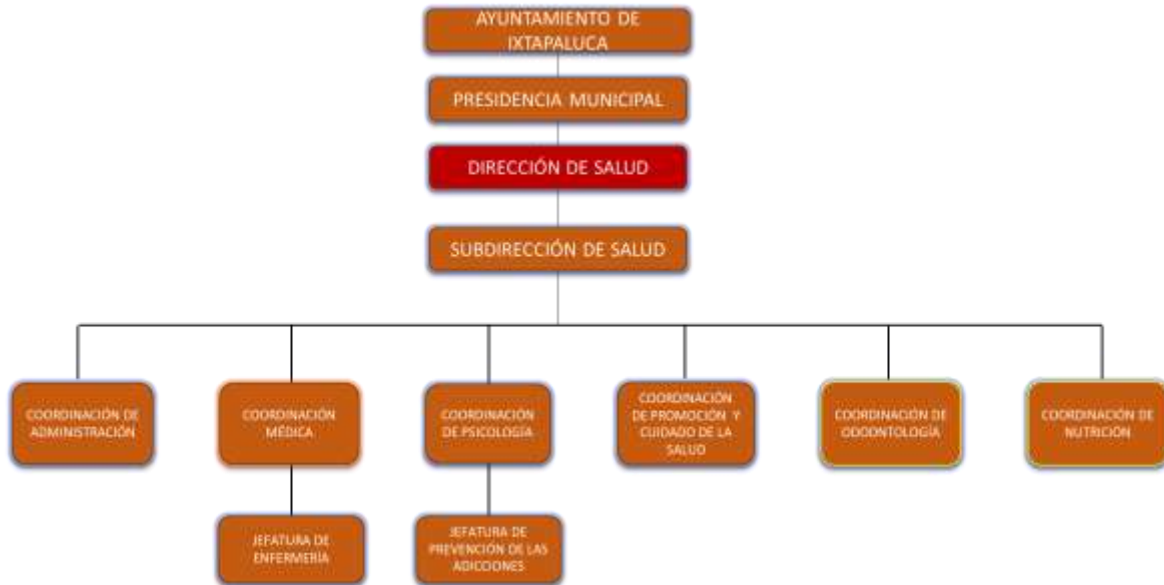 AYUNTAMIENTO DE
IXTAPALUCA
PRESIDENCIA MUNICIPAL
DIRECCIÓN DE SALUD
SUBDIRECCIÓN DE SALUD
COORDINACIÓN DE
ADMINISTRACIÓN
COORDINACIÓN
MÉDICA
COORDINACIÓN
DE PSICOLOGÍA
COORDINACIÓN
DE PROMOCIÓN Y
CUIDADO DE LA
SALUD
COORDINACIÓN DE
ODODONTOLOGÍA
COORDINACIÓN DE
NUTRICIÓN
JEFATURA DE
ENFERMERÍA
JEFATURA DE
PREVENCIÓN DE LAS
ADICCIONES